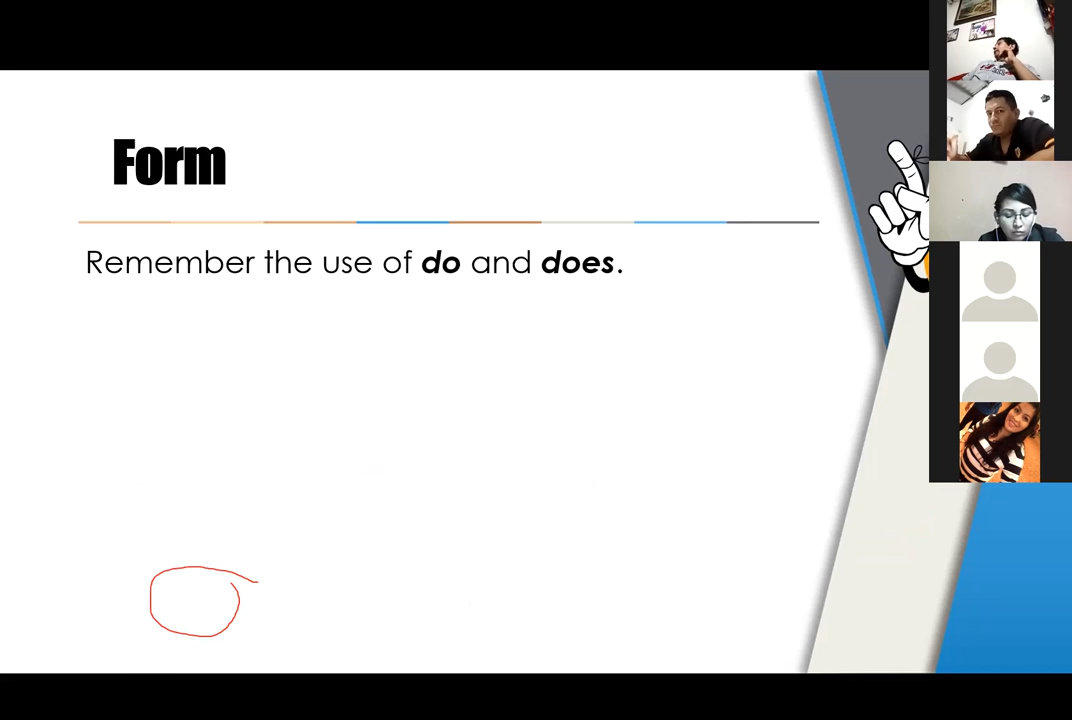 Form
Remember the use of do and does.